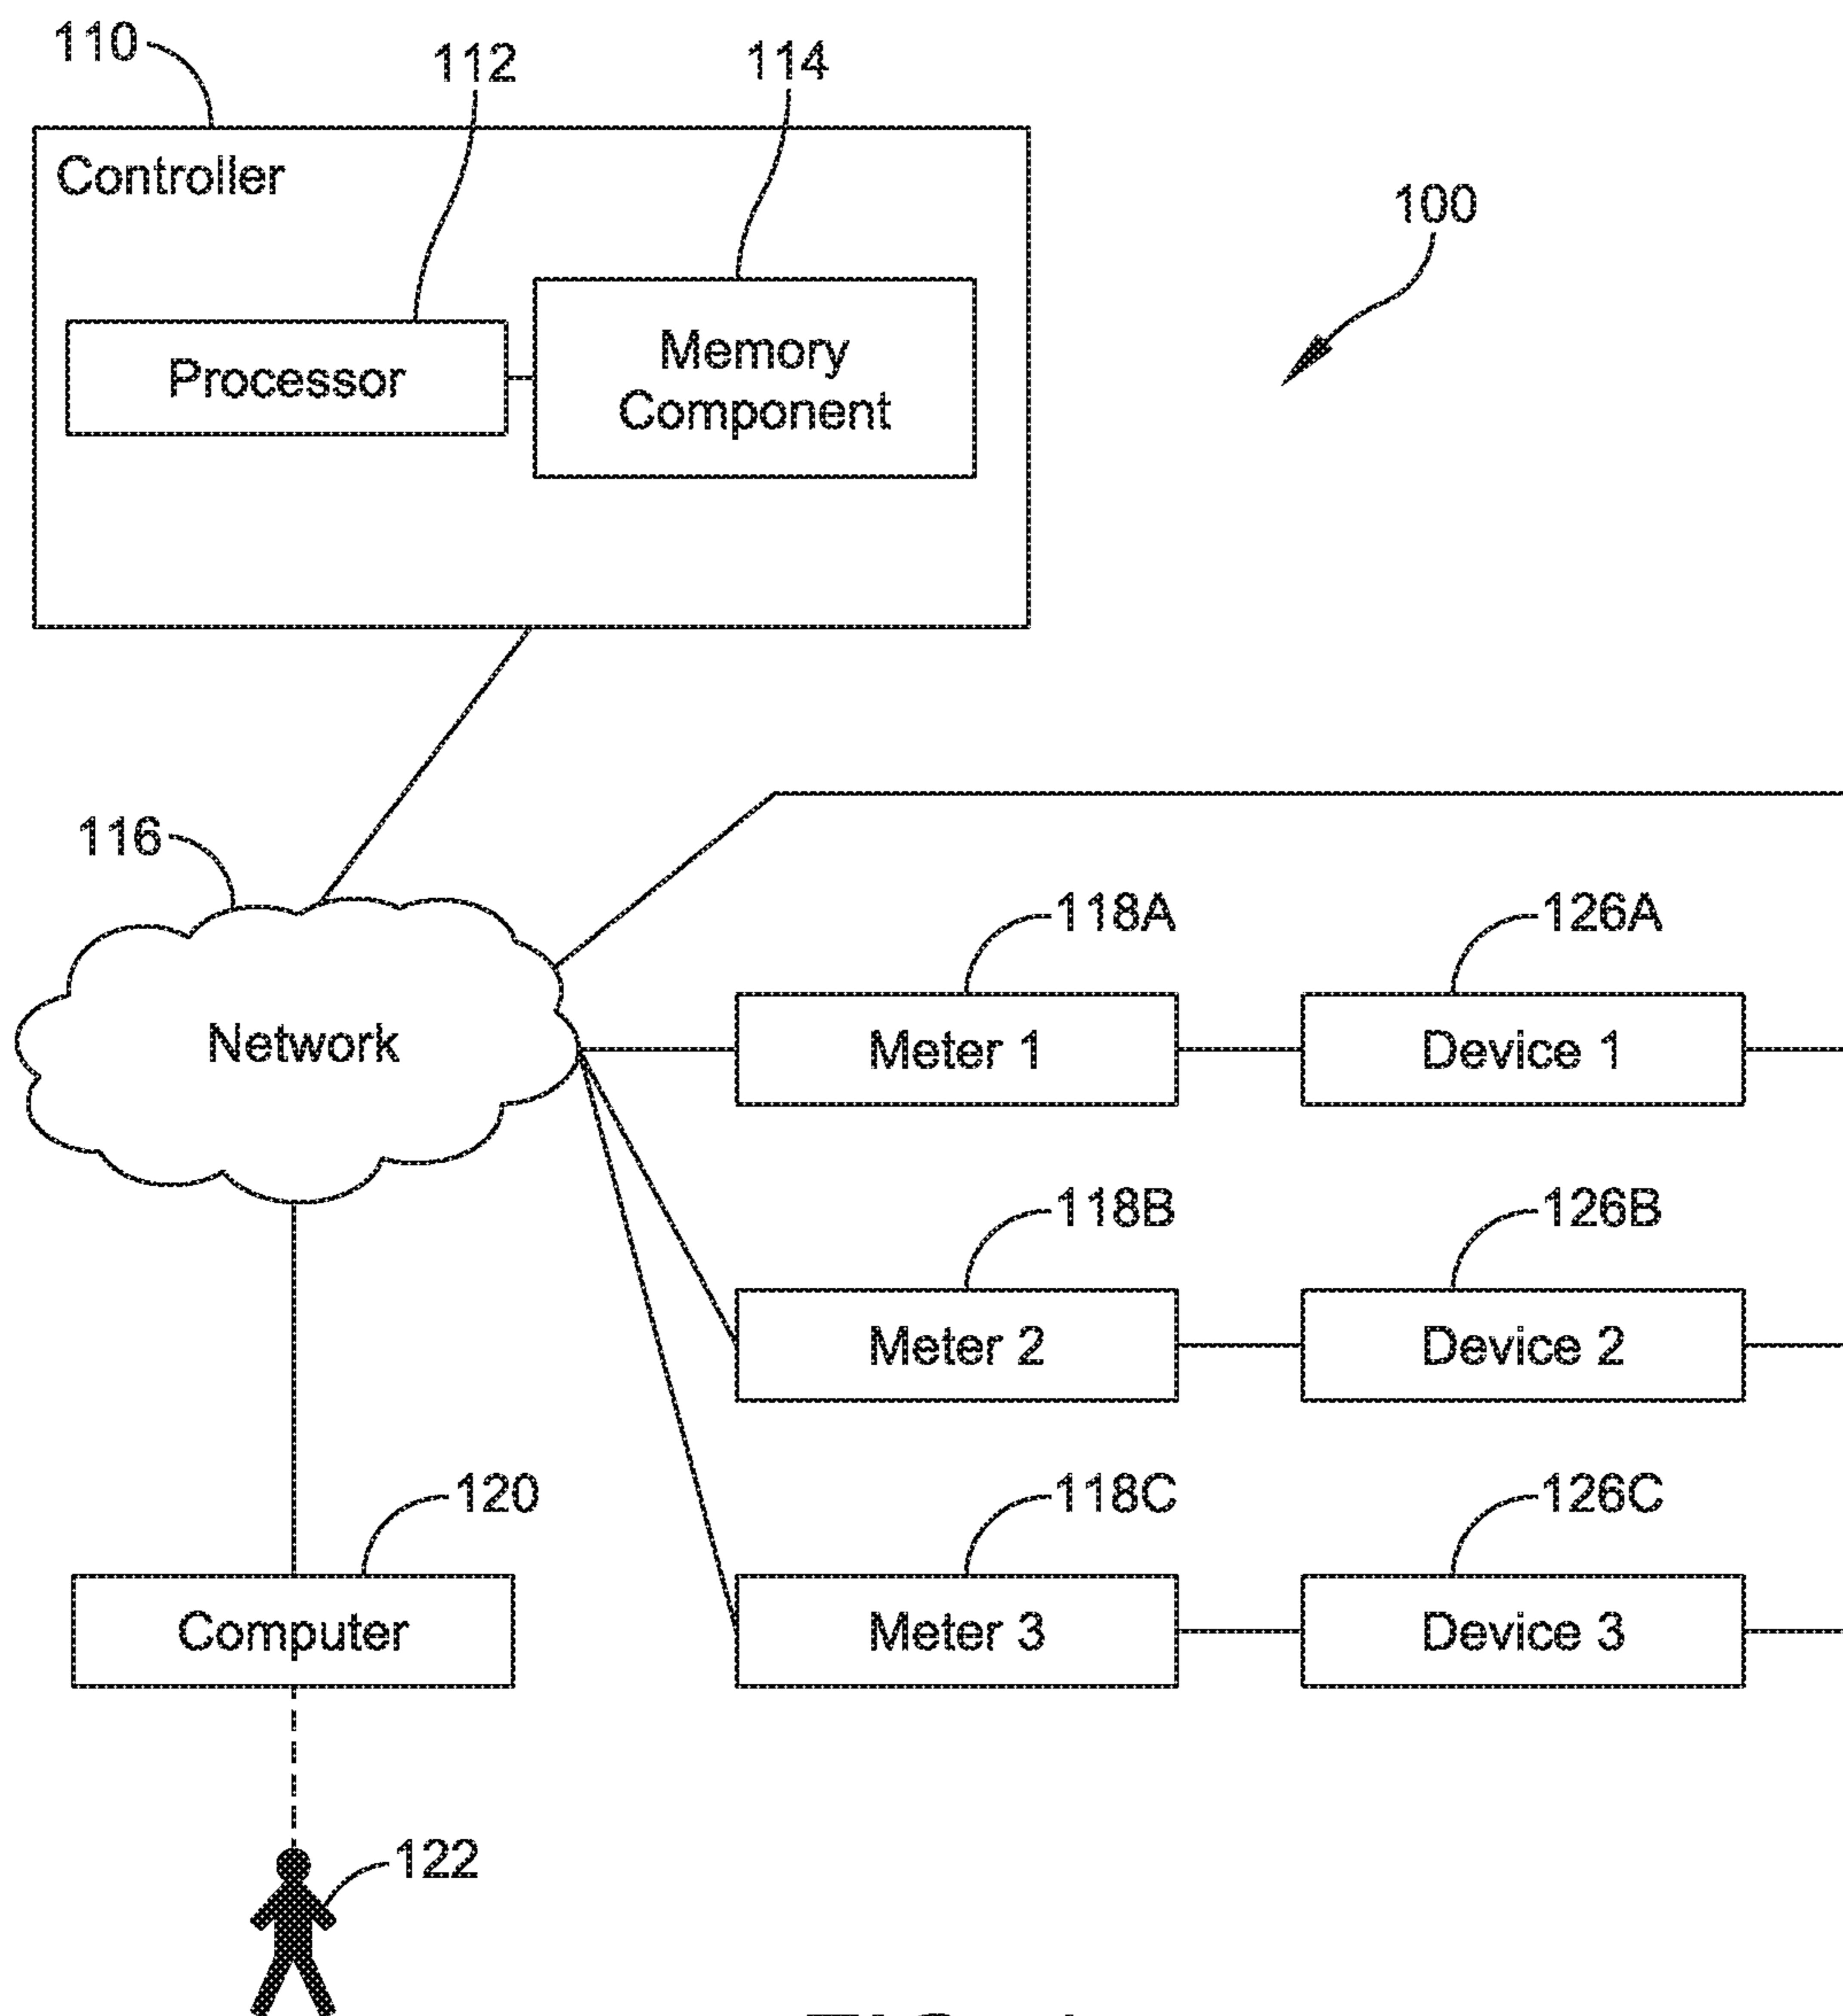 110
112
114
Controller
100
Processor
Memory
Component
116
118A
126A
Network
Meter 1
Device 1
118B
126B
Meter 2
Device 2
120
118C
126C
Computer
Meter 3
Device 3
122